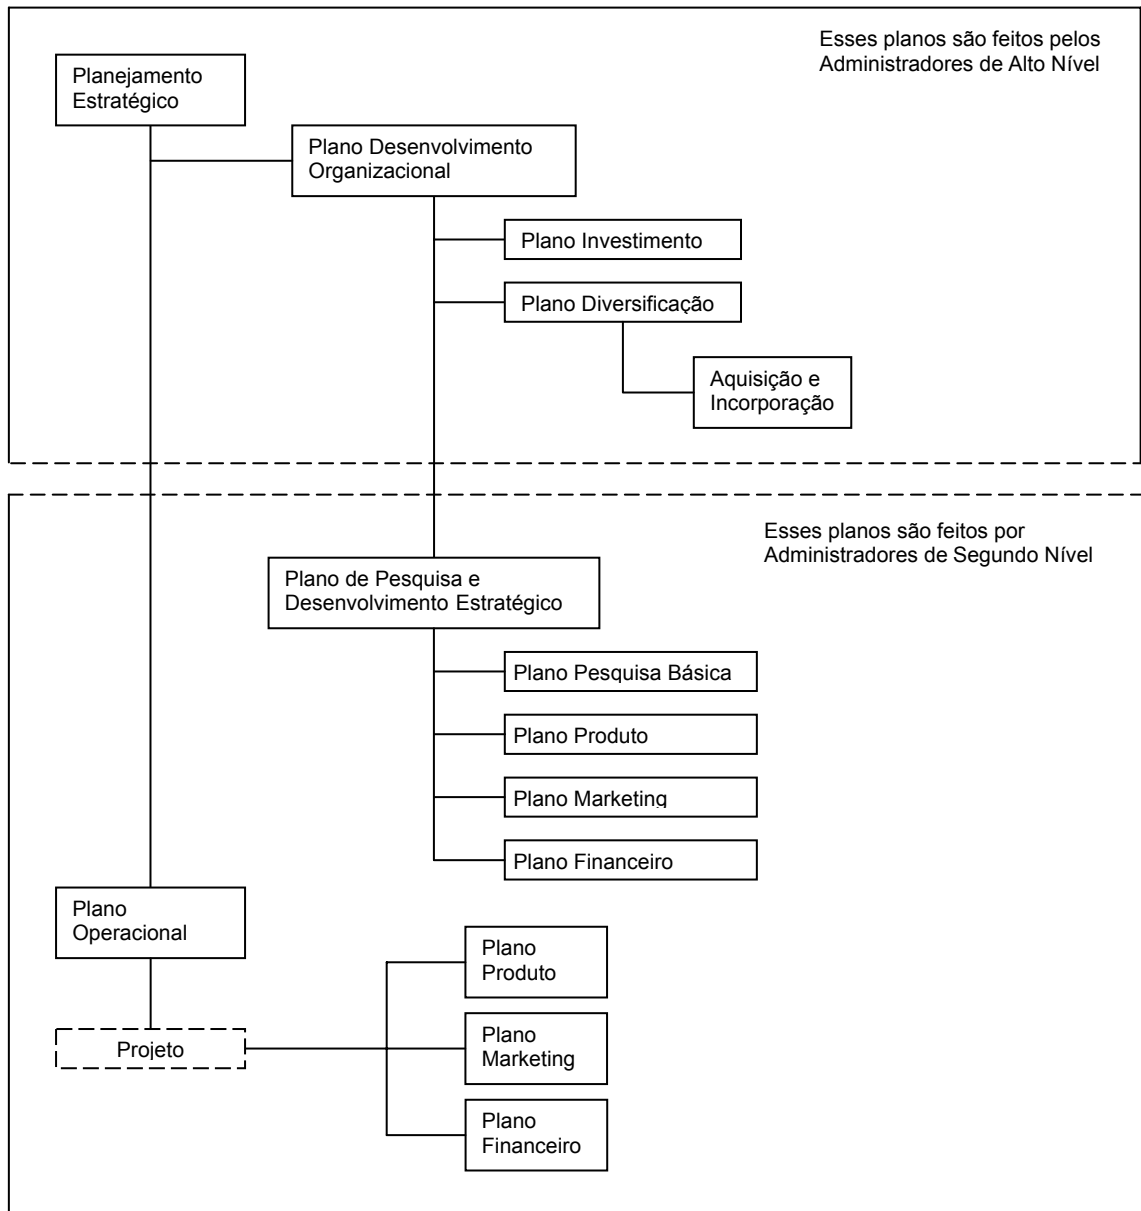 Esses planos são feitos pelos
Administradores de Alto Nível
Planejamento
Estratégico
Plano Desenvolvimento
Organizacional
Plano Investimento
Plano Diversificação
Aquisição e
Incorporação
Esses planos são feitos por
Administradores de Segundo Nível
Plano de Pesquisa e
Desenvolvimento Estratégico
Plano Pesquisa Básica
Plano Produto
Plano Marketing
Plano Financeiro
Plano
Operacional
Projeto
Plano
Produto
Plano
Marketing
Plano
Financeiro